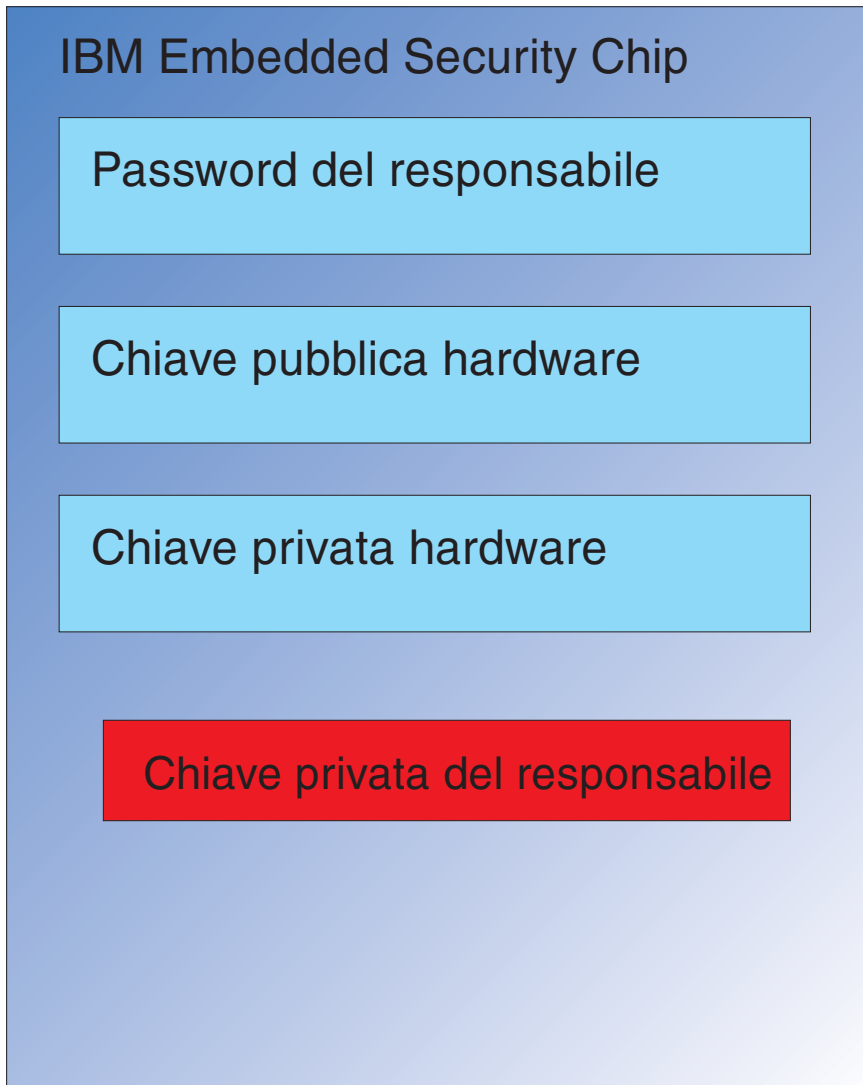 IBM Embedded Security Chip
Password del responsabile
Chiave pubblica hardware
Chiave privata hardware
Chiave privata del responsabile